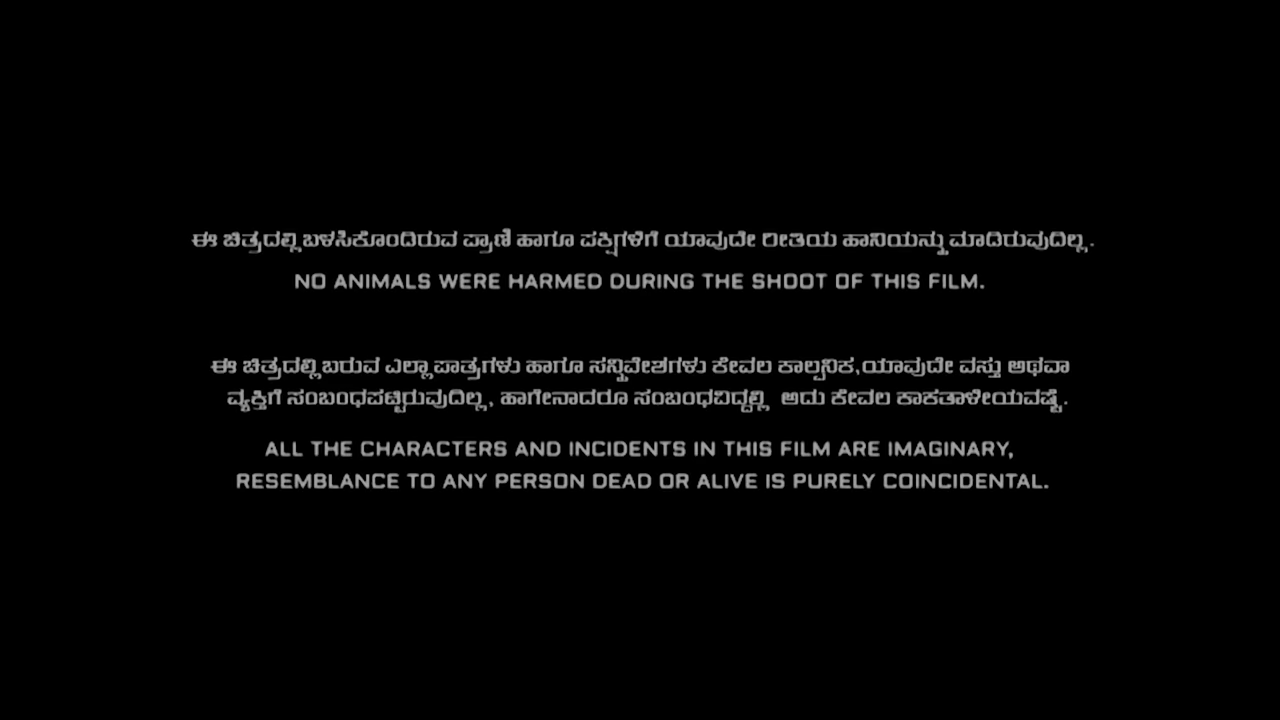 ಈ ಚಿತ್ರದಲ್ಲಿ ಬಳಸಿಕೊಂದಿರುವ ಪ್ರಾಣಿ ಹಾಗೂ ಪಕ್ಷಿಗಳಿಗೆ ಯಾವುದೇ ರೀತಿಯ ಹಾನಿಯನ್ನು ಮಾದಿರುವುದಿಲ್ಲ.
NO ANIMALS WERE HARMED DURING THE SHOOT OF THIS FILM.
ಈ ಚಿತ್ರದಲ್ಲಿ ಬರುವ ಎಲ್ಲಾ ಪಾತ್ರಗಳು ಹಾಗೂ ಸನ್ನಿವೇಶಗಳು ಕೇವಲ ಕಾಲ್ಪನಿಕ, ಯಾವುದೇ ವಸ್ತು ಅಥವಾ
ವ್ಯಕ್ತಿಗೆ ಸಂಬಂಧಪಟ್ಟಿರುವುದಿಲ್ಲ, ಹಾಗೇನಾದರೂ ಸಂಬಂಧವಿದ್ದಲ್ಲಿ ಅದು ಕೇವಲ ಕಾಕತಾಳೀಯವಷ್ಟೆ.
ALL THE CHARACTERS AND INCIDENTS IN THIS FILM ARE IMAGINARY,
RESEMBLANCE TO ANY PERSON DEAD OR ALIVE IS PURELY COINCIDENTAL.